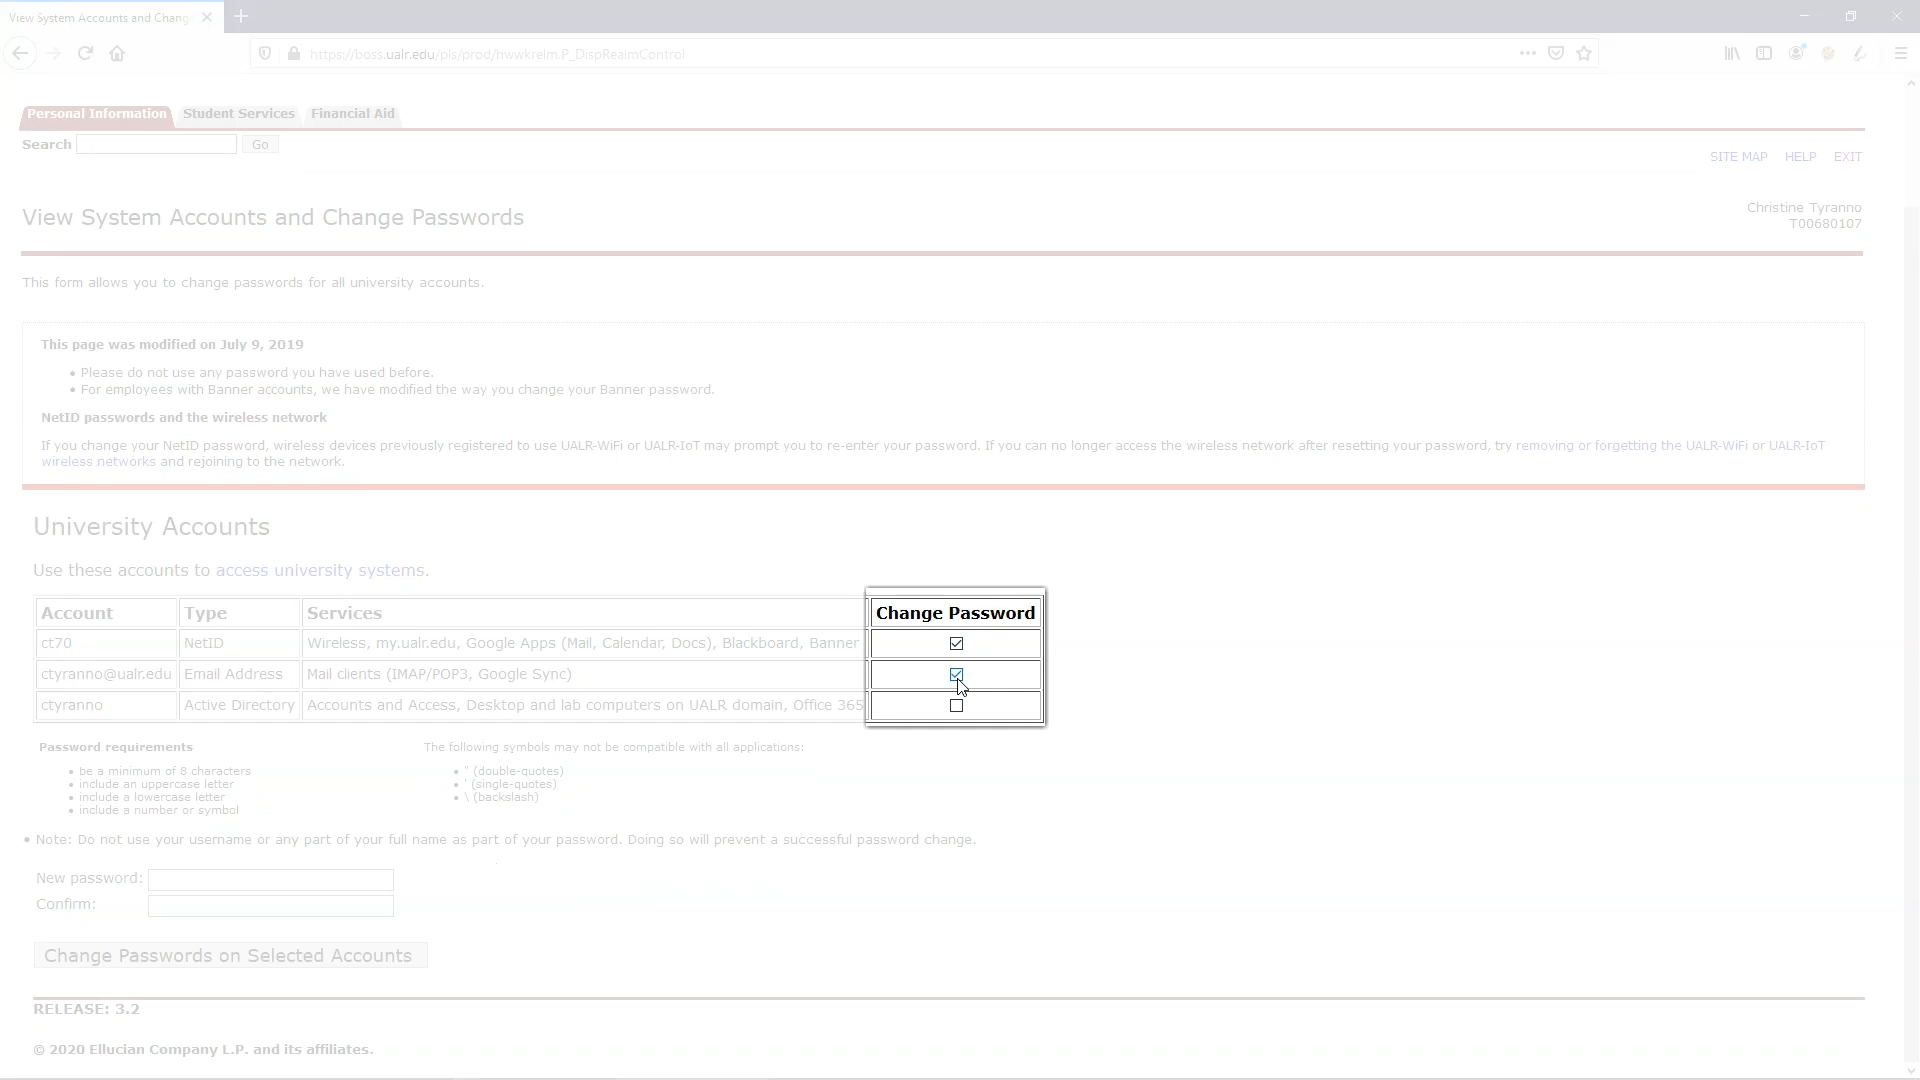 View System Accounts and Chang
https://boss.ualr.edu/pls/prod/hwwkrelm.P_DispRealmControl
Personal Information Student Services Financial Aid
Search Go
SITE MAP HELP EXIT
View System Accounts and Change Passwords
Christine Tyranno
T00680107
This form allows you to change passwords for all university accounts.
This page was modified on July 9, 2019
• Please do not use any password you have used before.
• For employees with Banner accounts, we have modified the way you change your Banner password.
NetID passwords and the wireless network
If you change your NetID password, wireless devices previously registered to use UALR-WiFi or UALR-IoT may prompt you to re-enter your password. If you can no longer access the wireless network after resetting your password, try removing or forgetting the UALR-WiFi or UALR-IoT
wireless networks and rejoining to the network.
University Accounts
Use these accounts to access university systems.
Account Type Services Change Password
ct70 NetID Wireless, my.ualr.edu, Google Apps (Mail, Calendar, Docs), Blackboard, Banner
ctyranno@ualr.edu Email Address Mail clients (IMAP/POP3, Google Sync)
ctyranno Active Directory Accounts and Access, Desktop and lab computers on UALR domain, Office 365
Password requirements
• be a minimum of 8 characters
• include an uppercase letter
• include a lowercase letter
• include a number or symbol
The following symbols may not be compatible with all applications:
• " (double-quotes)
• ' (single-quotes)
• \ (backslash)
• Note: Do not use your username or any part of your full name as part of your password. Doing so will prevent a successful password change.
New password:
Confirm:
Change Passwords on Selected Accounts
RELEASE: 3.2
© 2020 Ellucian Company L.P. and its affiliates.